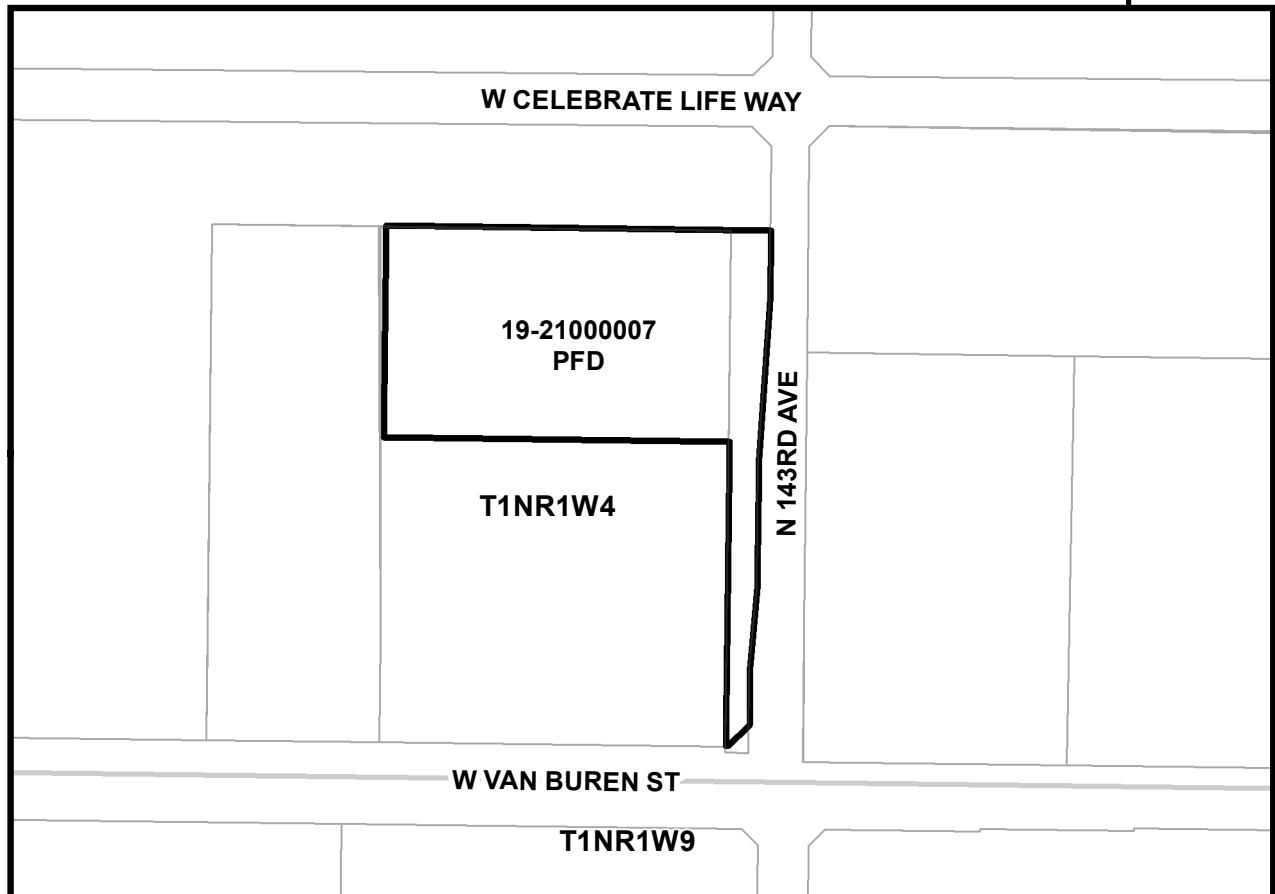 W CELEBRATE LIFE WAY
19-21000007
PFD
N 143RD AVE
T1NR1W4
W VAN BUREN ST
T1NR1W9